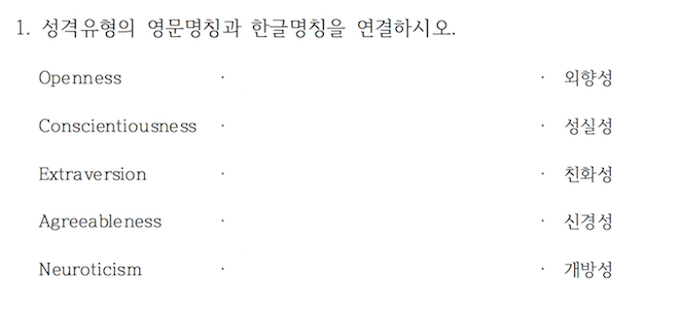 1. 성격유형의 영문명칭과 한글명칭을 연결하시오.
Openness · · 외향성
Conscientiousness · · 성실성
Extraversion · · 친화성
Agreeableness · · 신경성
Neuroticism · · 개방성